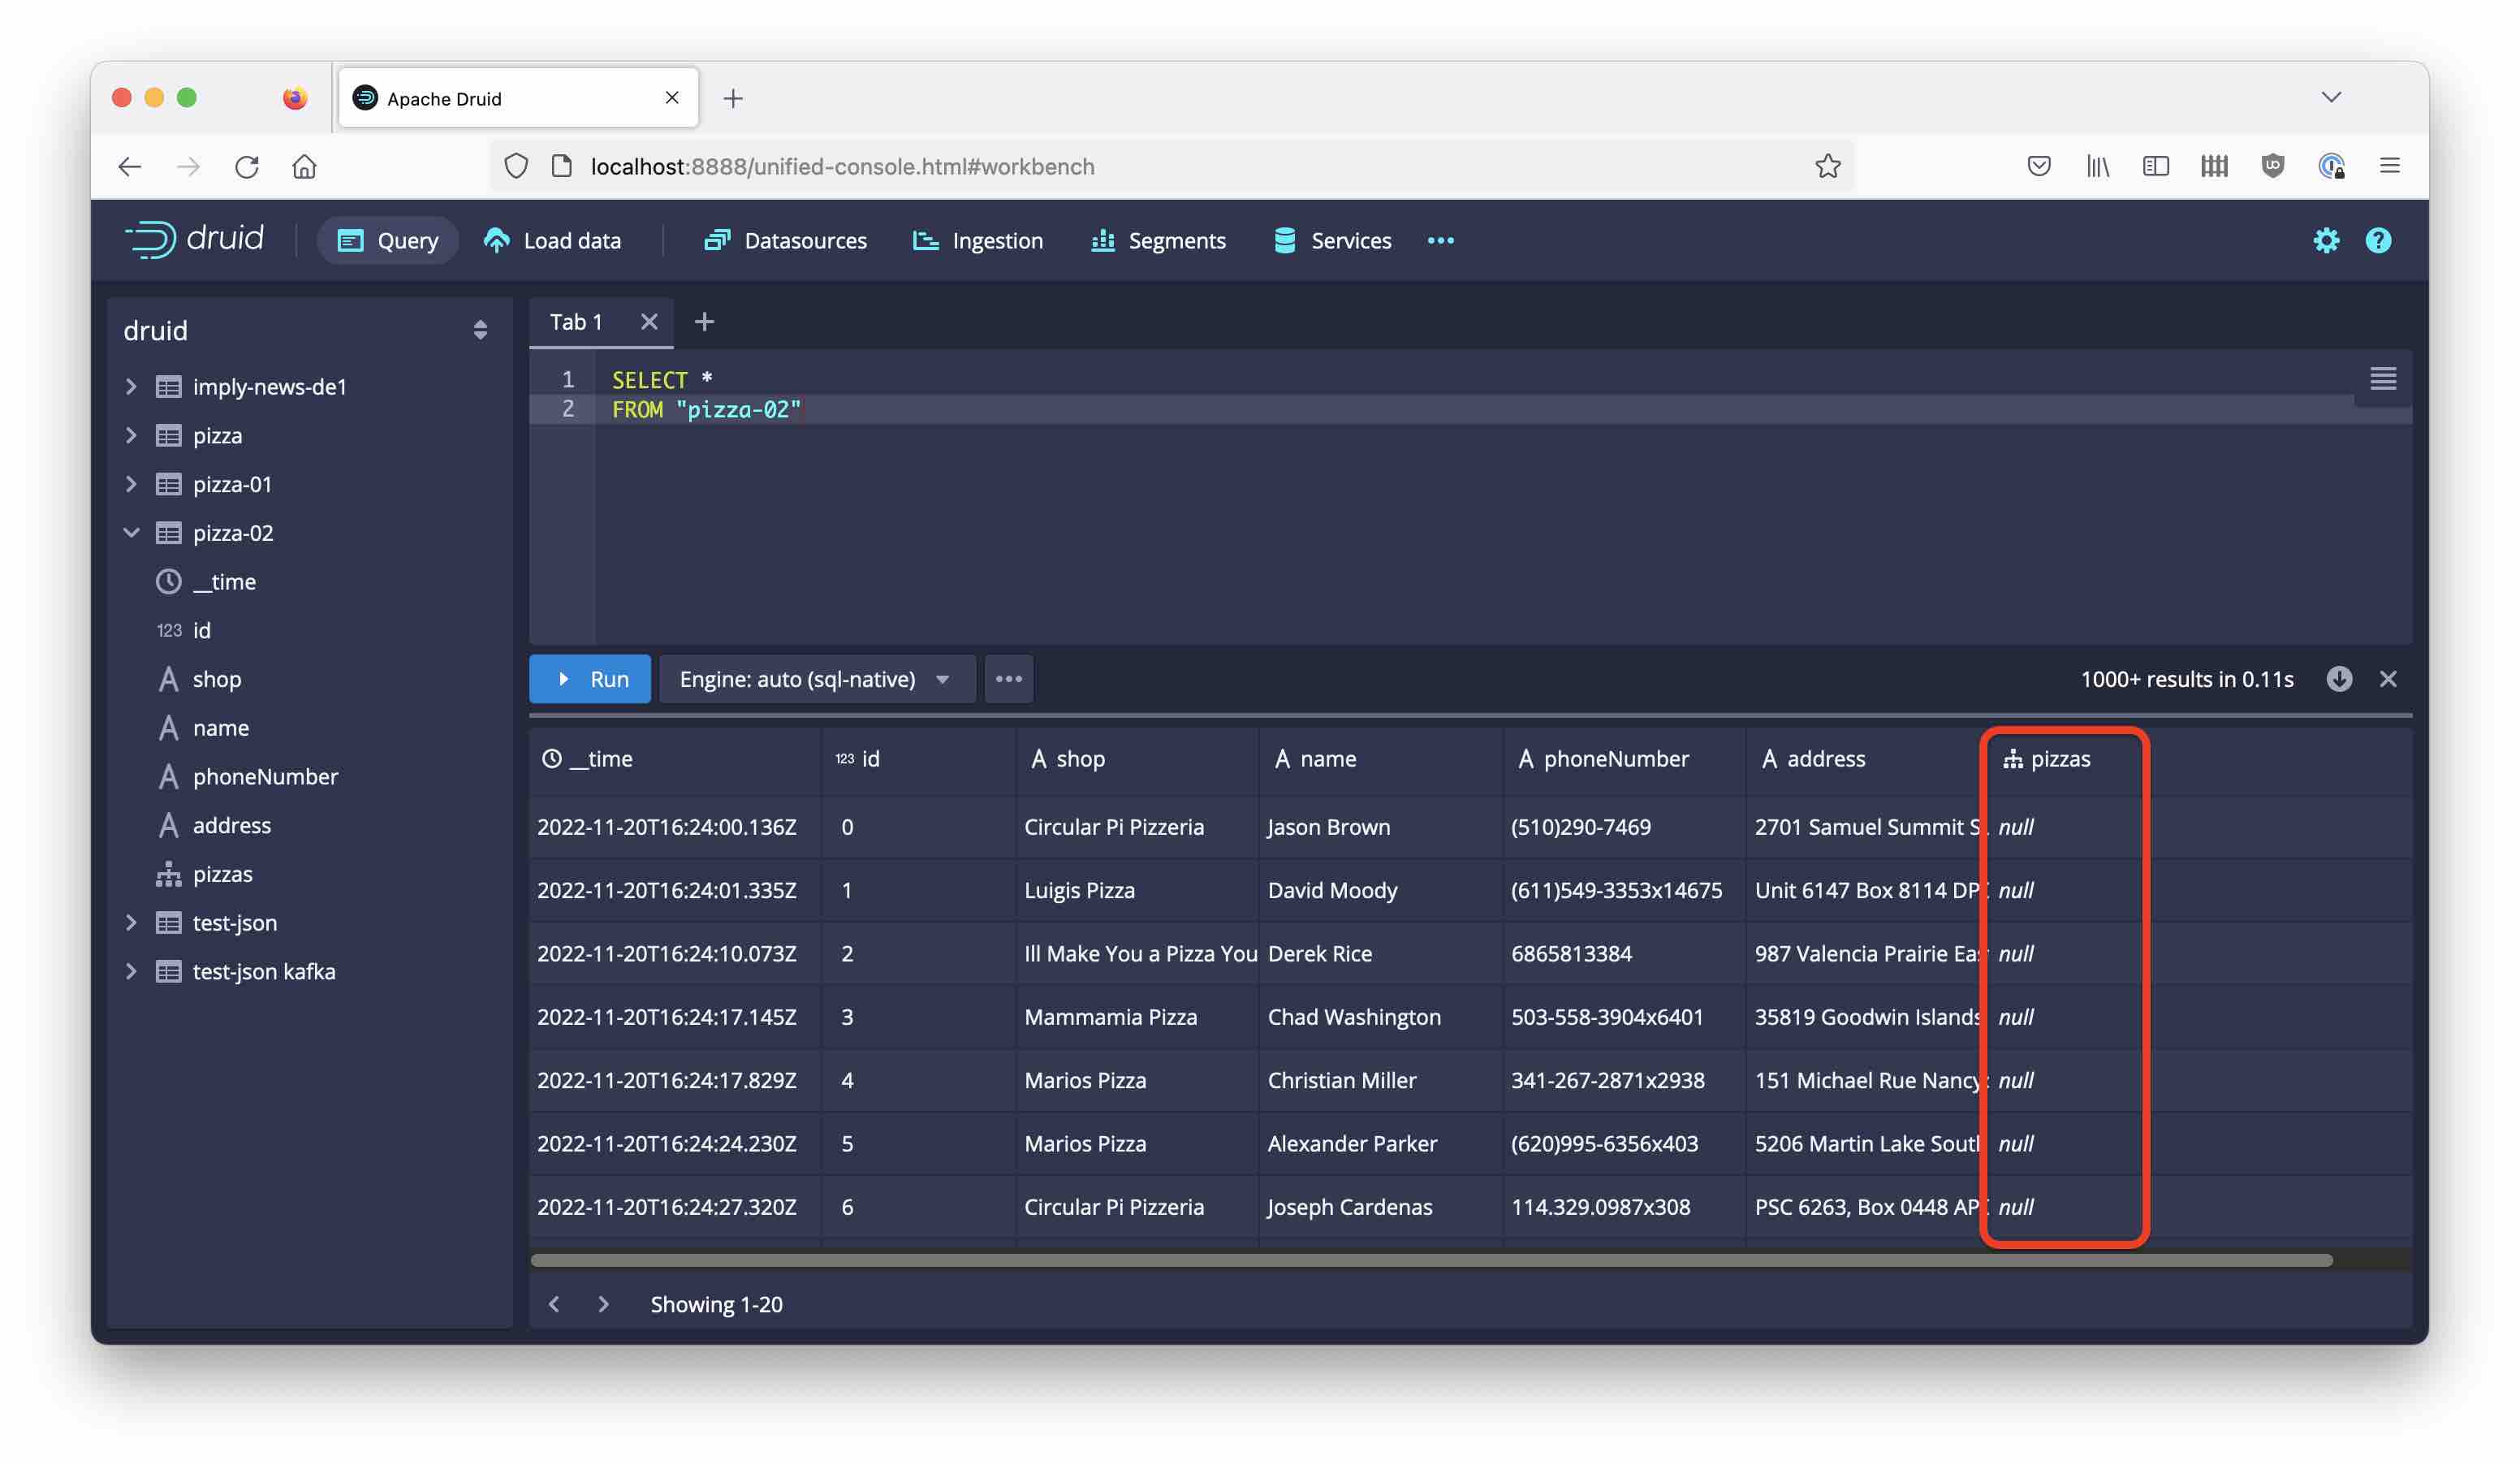 Apache Druid
localhost:8888/unified-console.html#workbench
druid Query Load data Datasources Ingestion Segments Services
druid
imply-news-de1
pizza
pizza-01
pizza-02
__time
123 id
A shop
A name
A phoneNumber
A address
pizzas
test-json
test-json kafka
Tab 1
1 SELECT *
2 FROM "pizza-02"
Run Engine: auto (sql-native) 1000+ results in 0.11s
__time 123 id A shop A name A phoneNumber A address pizzas
2022-11-20T16:24:00.136Z 0 Circular Pi Pizzeria Jason Brown (510)290-7469 2701 Samuel Summit S null
2022-11-20T16:24:01.335Z 1 Luigis Pizza David Moody (611)549-3353x14675 Unit 6147 Box 8114 DP null
2022-11-20T16:24:10.073Z 2 Ill Make You a Pizza You Derek Rice 6865813384 987 Valencia Prairie Eas null
2022-11-20T16:24:17.145Z 3 Mammamia Pizza Chad Washington 503-558-3904x6401 35819 Goodwin Islands null
2022-11-20T16:24:17.829Z 4 Marios Pizza Christian Miller 341-267-2871x2938 151 Michael Rue Nancy null
2022-11-20T16:24:24.230Z 5 Marios Pizza Alexander Parker (620)995-6356x403 5206 Martin Lake South null
2022-11-20T16:24:27.320Z 6 Circular Pi Pizzeria Joseph Cardenas 114.329.0987x308 PSC 6263, Box 0448 AP null
Showing 1-20